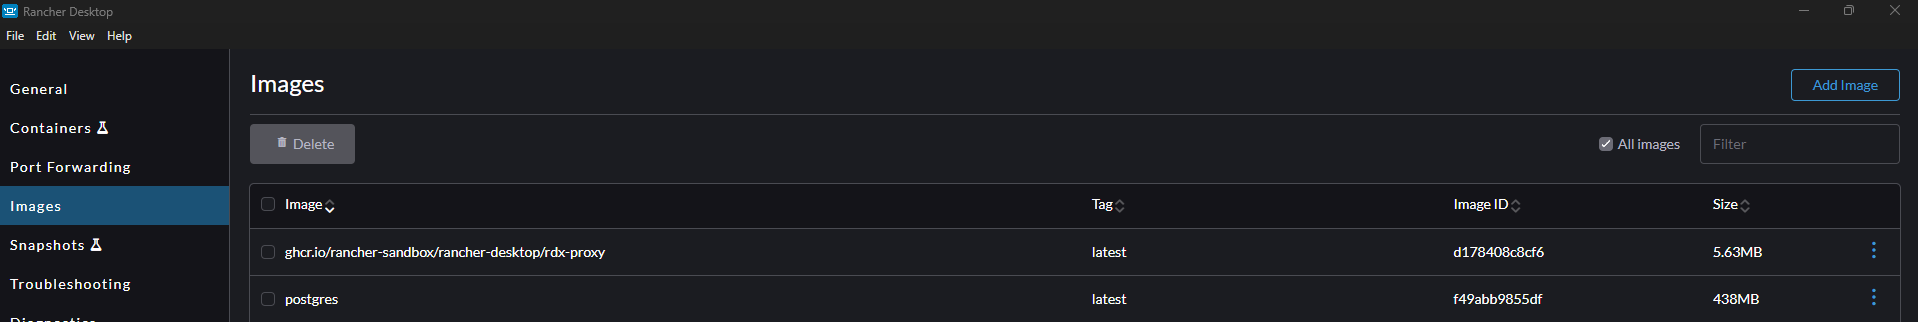 Rancher Desktop
File Edit View Help
General
Containers
Port Forwarding
Images
Snapshots
Troubleshooting
Diagnostics
Images
Add Image
Delete
All images
Filter
Image Tag Image ID Size
ghcr.io/rancher-sandbox/rancher-desktop/rdx-proxy latest d178408c8cf6 5.63MB
postgres latest f49abb9855df 438MB